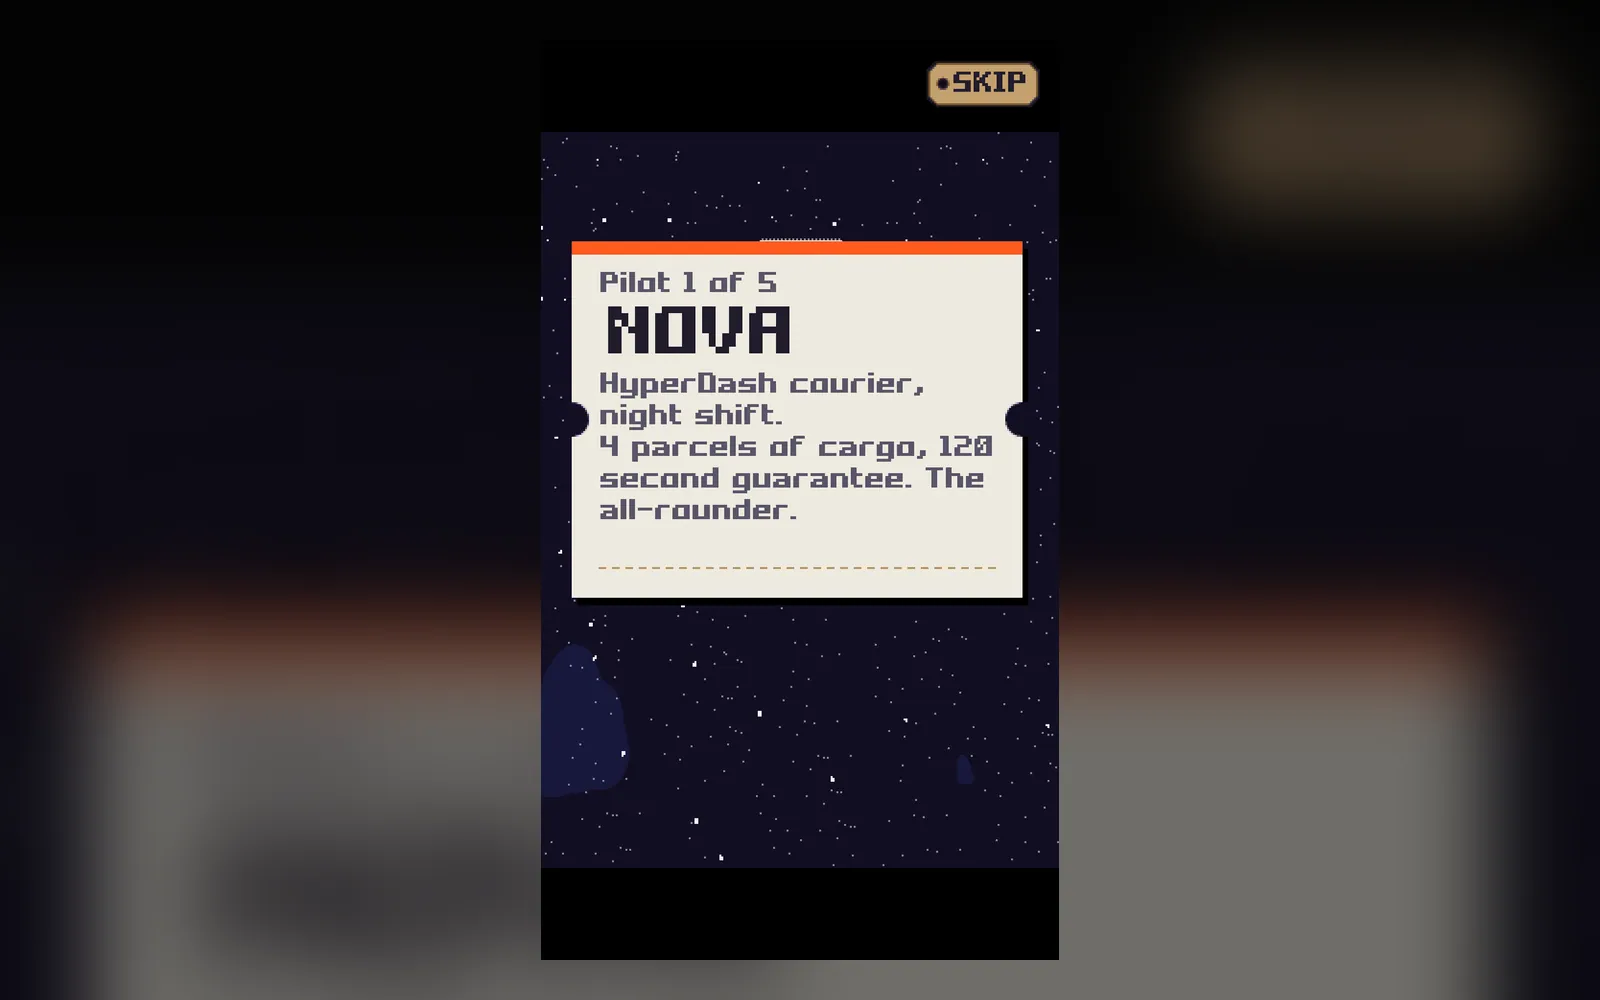 SKIP
Pilot 1 of 5
NOVA
HyperDash courier,
night shift.
4 parcels of cargo, 120
second guarantee. The
all-rounder.